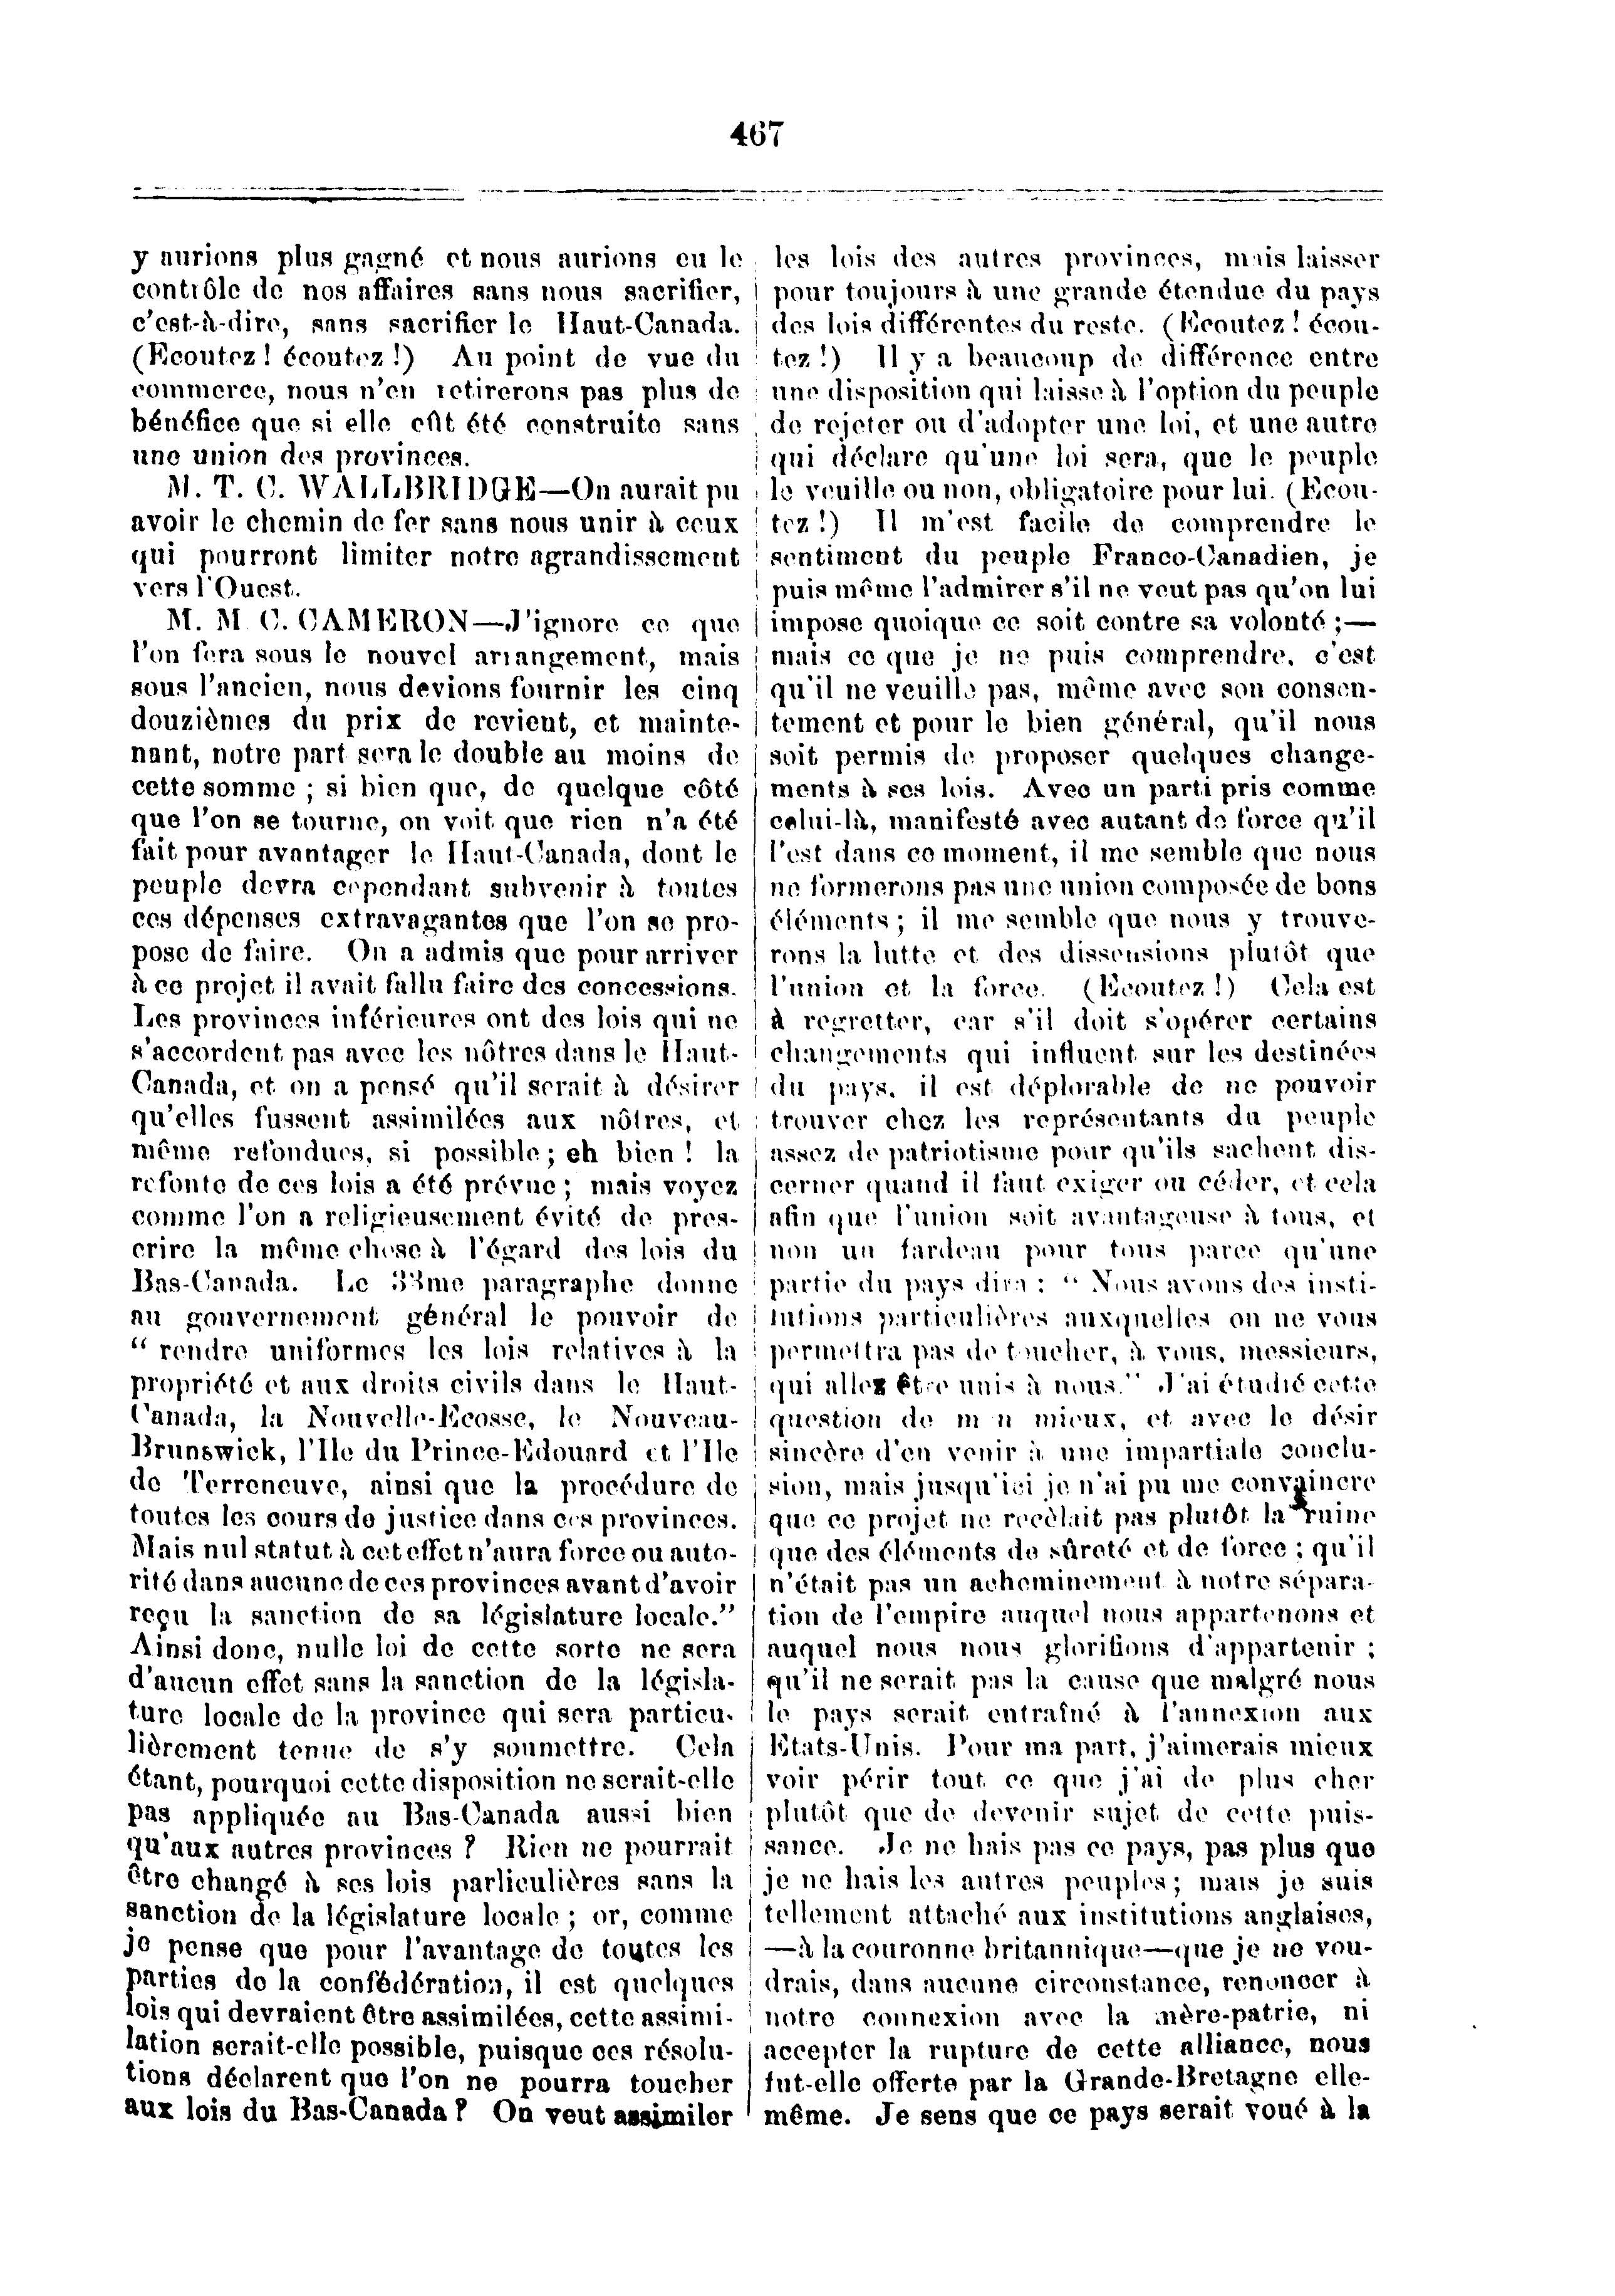 467
y aurions plus gagné et nous aurions eu le
contrôle de nos affaires sans nous sacrifier,
c'est-à-dire, sans sacrifier le Haut-Canada.
(Ecoutez ! écoutez !) Au point de vue du
commerce, nous n'en retirerons pas plus de
bénéfice que si elle eût été construite sans
une union des provinces.
M. T. C. WALLBRIDGE—On aurait pu
avoir le chemin de fer sans nous unir à ceux
qui pourront limiter notre agrandissement
vers l'Ouest.
M. M. C. CAMERON—J'ignore ce que
l'on fera sous le nouvel arrangement, mais
sous l'ancien, nous devions fournir les cinq
douzièmes du prix de revient, et mainte-
nant, notre part sera le double au moins de
cette somme ; si bien que, de quelque côté
que l'on se tourne, on voit que rien n'a été
fait pour avantager le Haut-Canada, dont le
peuple devra cependant subvenir à toutes
ces dépenses extravagantes que l'on se pro-
pose de faire. On a admis que pour arriver
à ce projet il avait fallu faire des concessions.
Les provinces inférieures ont des lois qui ne
s'accordent pas avec les nôtres dans le Haut-
Canada, et on a pensé qu'il serait à désirer
qu'elles fussent assimilées aux nôtres, et
même refondues, si possible ; eh bien ! la
refonte de ces lois a été prévue ; mais voyez
comme l'on a religieusement évité de pres-
crire la même chose à l'égard des lois du
Bas-Canada. Le 33me paragraphe donne
au gouvernement général le pouvoir de
“ rendre uniformes les lois relatives à la
propriété et aux droits civils dans le Haut-
Canada, la Nouvelle-Ecosse, le Nouveau-
Brunswick, l'Ile du Prince-Edouard et l'Ile
de Terreneuve, ainsi que la procédure de
toutes les cours de justice dans ces provinces.
Mais nul statut à cet effet n'aura force ou auto-
rité dans aucune de ces provinces avant d'avoir
reçu la sanction de sa législature locale.”
Ainsi donc, nulle loi de cette sorte ne sera
d'aucun effet sans la sanction de la législa-
ture locale de la province qui sera particu-
lièrement tenue de s'y soumettre. Cela
étant, pourquoi cette disposition ne serait-elle
pas appliquée au Bas-Canada aussi bien
qu'aux autres provinces ? Rien ne pourrait
être changé à ses lois parliculières sans la
sanction de la législature locale ; or, comme
je pense que pour l'avantage de toutes les
parties de la confédération, il est quelques
lois qui devraient être assimilées, cette assimi-
lation serait-elle possible, puisque ces résolu-
tions déclarent que l'on ne pourra toucher
aux lois du Bas-Canada ? On veut assimiler
les lois des autres provinces, mais laisser
pour toujours à une grande étendue du pays
des lois différentes du reste. (Ecoutez ! écou-
tez !) Il y a beaucoup de différence entre
une disposition qui laisse à l'option du peuple
de rejeter ou d'adopter une loi, et une autre
qui déclare qu'une loi sera, que le peuple
le veuille ou non, obligatoire pour lui. (Ecou-
tez !) Il m'est facile de comprendre le
sentiment du peuple Franco-Canadien, je
puis même l'admirer s'il ne veut pas qu'on lui
impose quoique ce soit contre sa volonté ;—
mais ce que je ne puis comprendre, c'est
qu'il ne veuille pas, même avec son consen-
tement et pour le bien général, qu'il nous
soit permis de proposer quelques change-
ments à ses lois. Avec un parti pris comme
celui-là, manifesté avec autant de force qu'il
l'est dans ce moment, il me semble que nous
ne formerons pas une union composée de bons
éléments ; il me semble que nous y trouve-
rons la lutte et des dissensions plutôt que
l'union et la force. (Ecoutez !) Cela est
à regretter, car s'il doit s'opérer certains
changements qui influent sur les destinées
du pays, il est déplorable de ne pouvoir
trouver chez les représentants du peuple
assez de patriotisme pour qu'ils sachent dis-
cerner quand il faut exiger ou céder, et cela
afin que l'union soit avantageuse à tous, et
non un fardeau pour tous parce qu'une
partie du pays dira : “ Nous avons des insti-
tutions particulières auxquelles on ne vous
permettra pas de toucher, à vous, messieurs,
qui allez être unis à nous.” J'ai étudié cette
question de m n mieux, et avec le désir
sincère d'en venir à une impartiale conclu-
sion, mais jusqu'ici je n'ai pu me convaincre
que ce projet ne recèlait pas plutôt la ruine
que des éléments de sûreté et de force ; qu'il
n'était pas un acheminement à notre sépara-
tion de l'empire auquel nous appartenons et
auquel nous nous glorifions d'appartenir ;
qu'il ne serait pas la cause que malgré nous
le pays serait entraîné à l'annexion aux
Etats-Unis. Pour ma part, j'aimerais mieux
voir périr tout ce que j'ai de plus cher
plutôt que de devenir sujet de cette puis-
sance. Je ne hais pas ce pays, pas plus que
je ne hais les autres peuples ; mais je suis
tellement attaché aux institutions anglaises,
—à la couronne britannique—que je ne vou-
drais, dans aucune circonstance, renoncer à
notre connexion avec la mère-patrie, ni
accepter la rupture de cette alliance, nous
fut-elle offerte par la Grande-Bretagne elle-
même. Je sens que ce pays serait voué à la